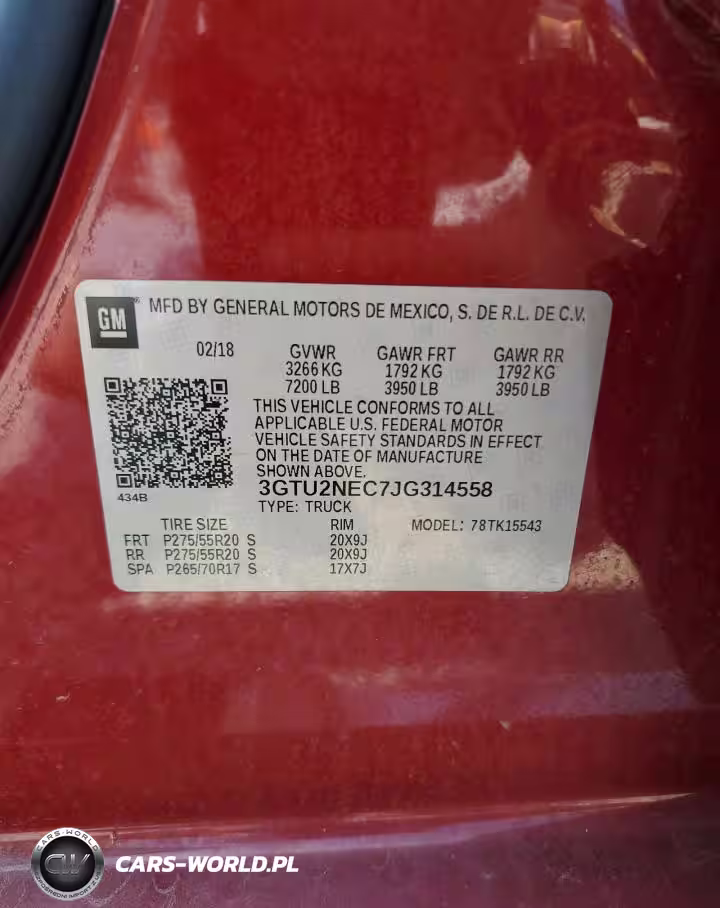 GM ® MFD BY GENERAL MOTORS DE MEXICO, S. DE R.L. DE C.V.
02/18 GVWR GAWR FRT GAWR RR
3266 KG 1792 KG 1792 KG
7200 LB 3950 LB 3950 LB
THIS VEHICLE CONFORMS TO ALL
APPLICABLE U.S. FEDERAL MOTOR
VEHICLE SAFETY STANDARDS IN EFFECT
ON THE DATE OF MANUFACTURE
SHOWN ABOVE.
434B
3GTU2NEC7JG314558
TYPE: TRUCK
TIRE SIZE RIM MODEL: 78TK15543
FRT P275/55R20 S 20X9J
RR P275/55R20 S 20X9J
SPA P265/70R17 S 17X7J
CARS-WORLD
CW
CARS-WORLD.PL